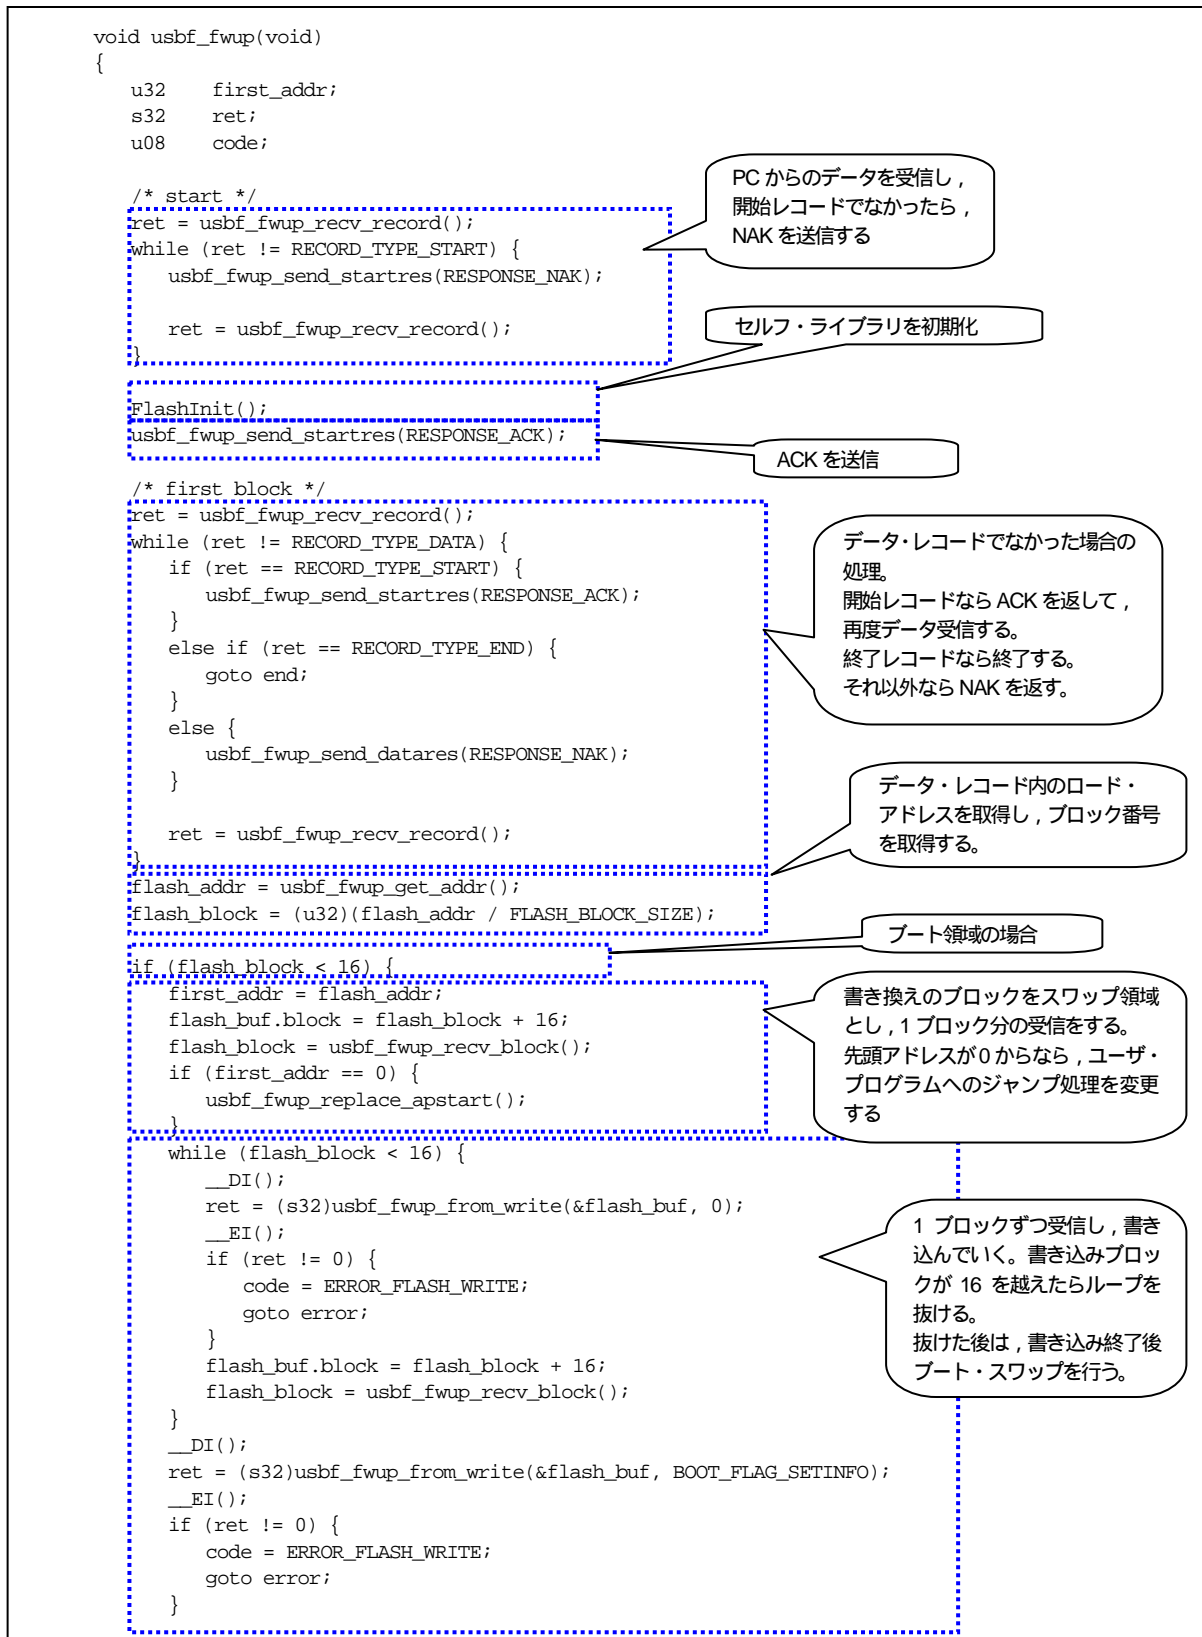 void usbf_fwup(void)
{
u32 first_addr;
s32 ret;
u08 code;
/* start */
ret = usbf_fwup_recv_record();
while (ret != RECORD_TYPE_START) {
usbf_fwup_send_startres(RESPONSE_NAK);
ret = usbf_fwup_recv_record();
}
PC からのデータを受信し，
開始レコードでなかったら，
NAK を送信する
セルフ・ライブラリを初期化
FlashInit();
usbf_fwup_send_startres(RESPONSE_ACK);
ACK を送信
/* first block */
ret = usbf_fwup_recv_record();
while (ret != RECORD_TYPE_DATA) {
if (ret == RECORD_TYPE_START) {
usbf_fwup_send_startres(RESPONSE_ACK);
}
else if (ret == RECORD_TYPE_END) {
goto end;
}
else {
usbf_fwup_send_datares(RESPONSE_NAK);
}
ret = usbf_fwup_recv_record();
}
データ・レコードでなかった場合の
処理。
開始レコードなら ACK を返して，
再度データ受信する。
終了レコードなら終了する。
それ以外なら NAK を返す。
データ・レコード内のロード・
アドレスを取得し，ブロック番号
を取得する。
flash_addr = usbf_fwup_get_addr();
flash_block = (u32)(flash_addr / FLASH_BLOCK_SIZE);
ブート領域の場合
if (flash_block < 16) {
first_addr = flash_addr;
flash_buf.block = flash_block + 16;
flash_block = usbf_fwup_recv_block();
if (first_addr == 0) {
usbf_fwup_replace_apstart();
}
書き換えのブロックをスワップ領域
とし，1 ブロック分の受信をする。
先頭アドレスが 0 からなら，ユーザ・
プログラムへのジャンプ処理を変更
する
while (flash_block < 16) {
__DI();
ret = (s32)usbf_fwup_from_write(&flash_buf, 0);
__EI();
if (ret != 0) {
code = ERROR_FLASH_WRITE;
goto error;
}
flash_buf.block = flash_block + 16;
flash_block = usbf_fwup_recv_block();
}
__DI();
ret = (s32)usbf_fwup_from_write(&flash_buf, BOOT_FLAG_SETINFO);
__EI();
if (ret != 0) {
code = ERROR_FLASH_WRITE;
goto error;
}
1 ブロックずつ受信し，書き
込んでいく。書き込みブロッ
クが 16 を越えたらループを
抜ける。
抜けた後は，書き込み終了後
ブート・スワップを行う。